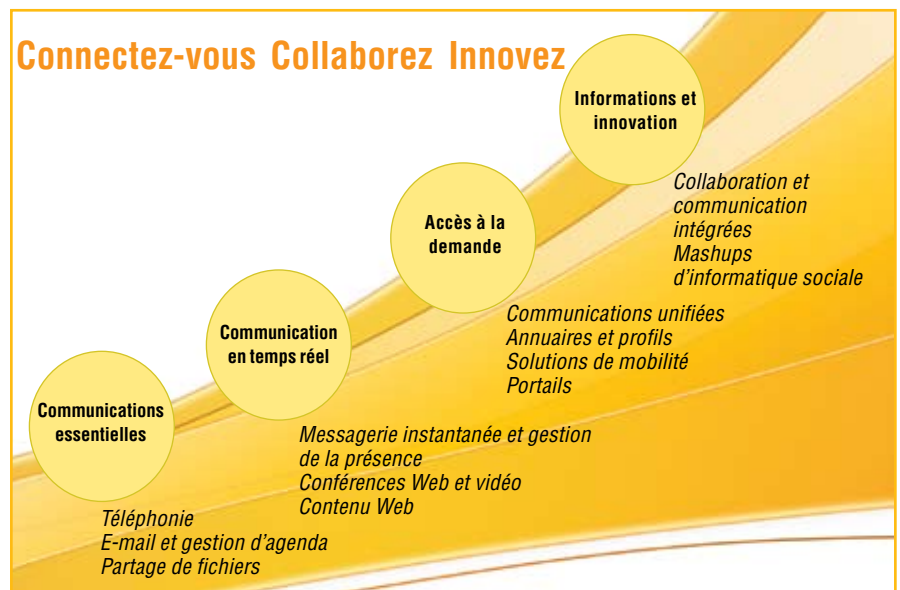 Connectez-vous Collaborez Innovez
Informations et
innovation
Collaboration et
communication
intégrées
Mashups
d'informatique sociale
Accès à la
demande
Communications unifiées
Annuaires et profils
Solutions de mobilité
Portails
Communication
en temps réel
Messagerie instantanée et gestion
de la présence
Conférences Web et vidéo
Contenu Web
Communications
essentielles
Téléphonie
E-mail et gestion d'agenda
Partage de fichiers